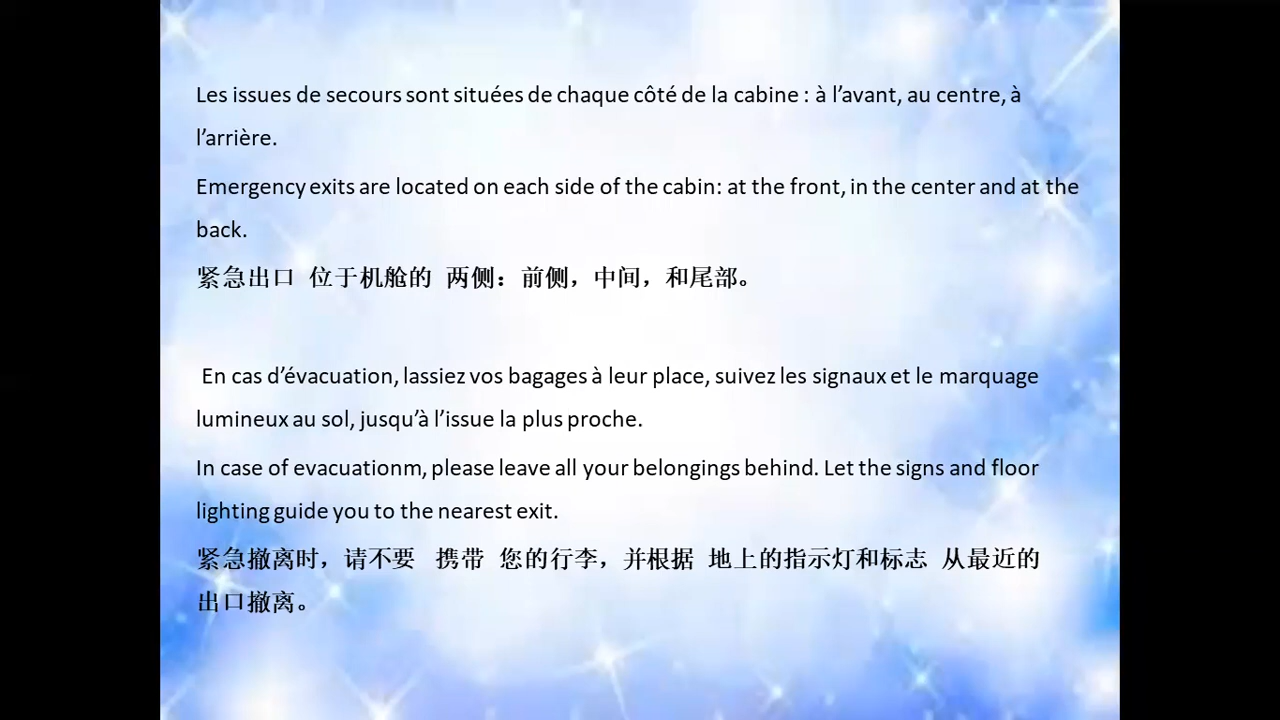 Les issues de secours sont situées de chaque côté de la cabine : à l’avant, au centre, à
l’arrière.
Emergency exits are located on each side of the cabin: at the front, in the center and at the
back.
紧急出口 位于机舱的 两侧：前侧，中间，和尾部。
En cas d’évacuation, lassiez vos bagages à leur place, suivez les signaux et le marquage
lumineux au sol, jusqu’à l’issue la plus proche.
In case of evacuationm, please leave all your belongings behind. Let the signs and floor
lighting guide you to the nearest exit.
紧急撤离时，请不要 携带 您的行李，并根据 地上的指示灯和标志 从最近的
出口撤离。